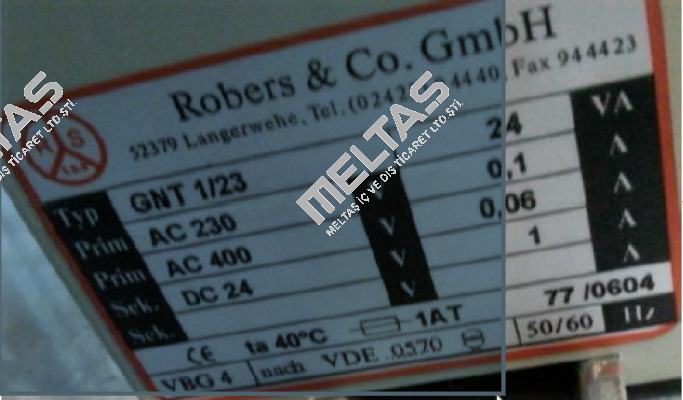 Robers & Co. GmbH
52379 Langerwehe, Tel. (0242 4440, Fax 944423
R S
Typ GNT 1/23 24 VA
Prim AC 230 V 0,1 A
Prim AC 400 V 0,06 A
Sek. DC 24 V 1 A
Sek. V A
ta 40°C 1AT 77 /0604
VBG 4 nach VDE 0570 50/60 Hz
CE
MELTAS
MELTAŞ İÇ VE DIŞ TİCARET LTD ŞTİ.
TAS
DIŞ TİCARET LTD ŞTİ.